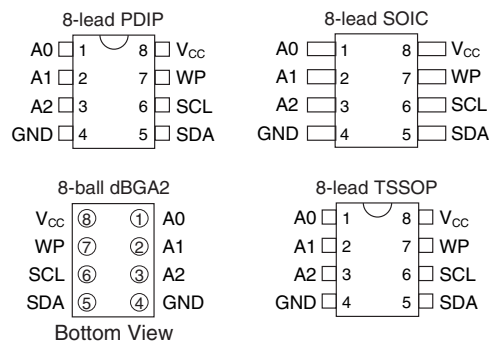 8-lead PDIP
A0 1 8 VCC
A1 2 7 WP
A2 3 6 SCL
GND 4 5 SDA
8-lead SOIC
A0 1 8 VCC
A1 2 7 WP
A2 3 6 SCL
GND 4 5 SDA
8-ball dBGA2
VCC 8 1 A0
WP 7 2 A1
SCL 6 3 A2
SDA 5 4 GND
Bottom View
8-lead TSSOP
A0 1 8 VCC
A1 2 7 WP
A2 3 6 SCL
GND 4 5 SDA